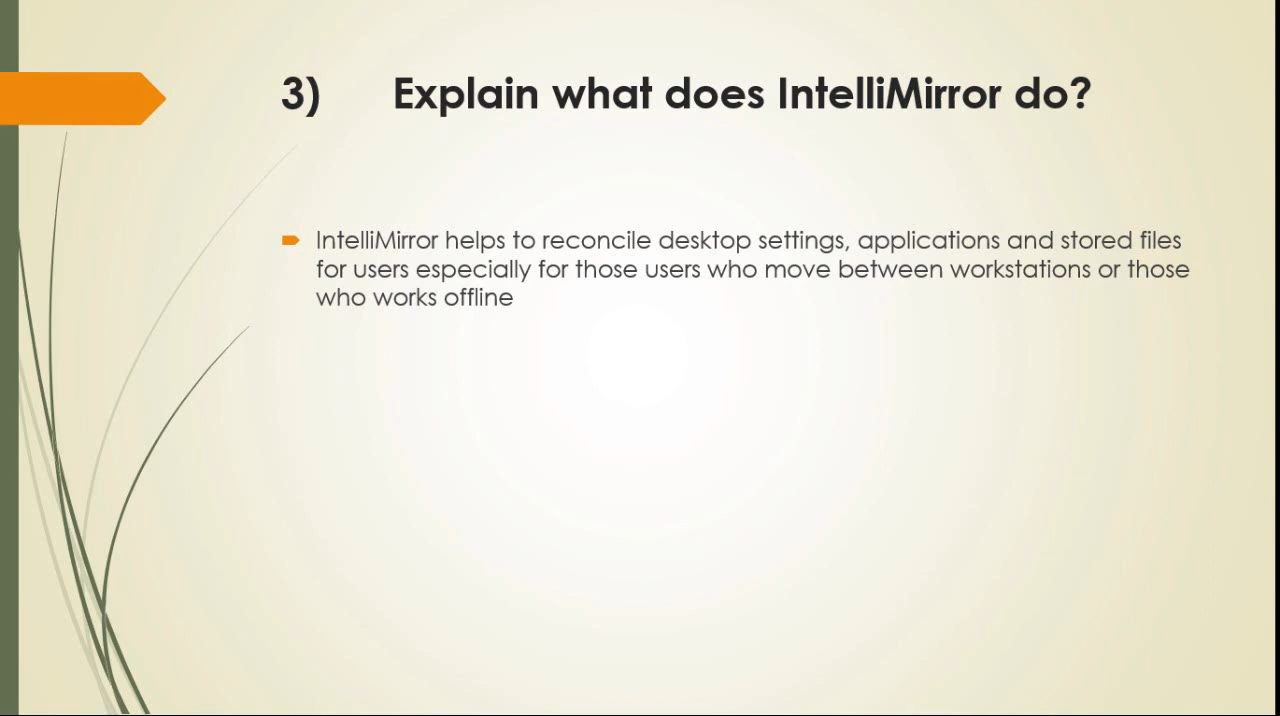 3) Explain what does IntelliMirror do?
IntelliMirror helps to reconcile desktop settings, applications and stored files
for users especially for those users who move between workstations or those
who works offline